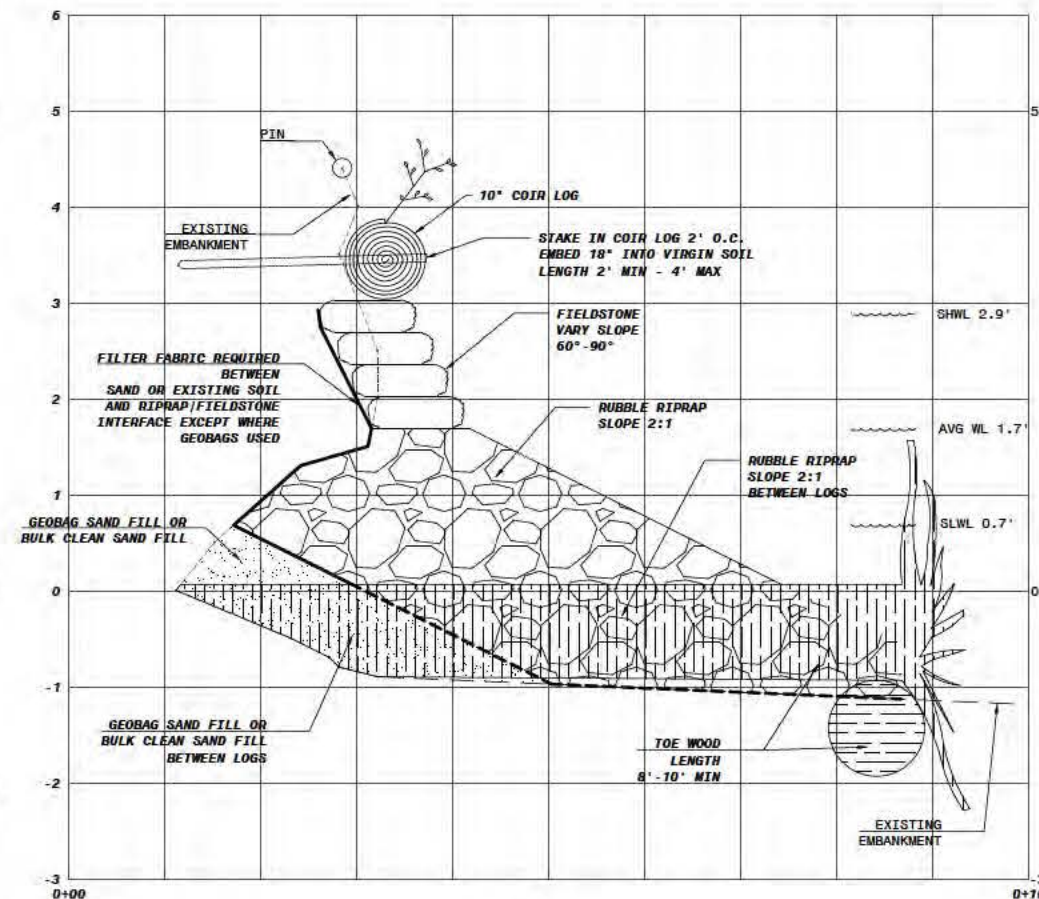 6
5
5
PIN
4
10" COIR LOG
EXISTING
EMBANKMENT
STAKE IN COIR LOG 2' O.C.
EMBED 18" INTO VIRGIN SOIL
LENGTH 2' MIN - 4' MAX
3
FIELDSTONE
VARY SLOPE
60°-90°
SHWL 2.9'
FILTER FABRIC REQUIRED
BETWEEN
SAND OR EXISTING SOIL
AND RIPRAP/FIELDSTONE
INTERFACE EXCEPT WHERE
GEOBAGS USED
2
RUBBLE RIPRAP
SLOPE 2:1
AVG WL 1.7'
RUBBLE RIPRAP
SLOPE 2:1
BETWEEN LOGS
1
GEOBAG SAND FILL OR
BULK CLEAN SAND FILL
SLWL 0.7'
0
0
-1
GEOBAG SAND FILL OR
BULK CLEAN SAND FILL
BETWEEN LOGS
TOE WOOD
LENGTH
8'-10' MIN
-2
EXISTING
EMBANKMENT
-3
0+00